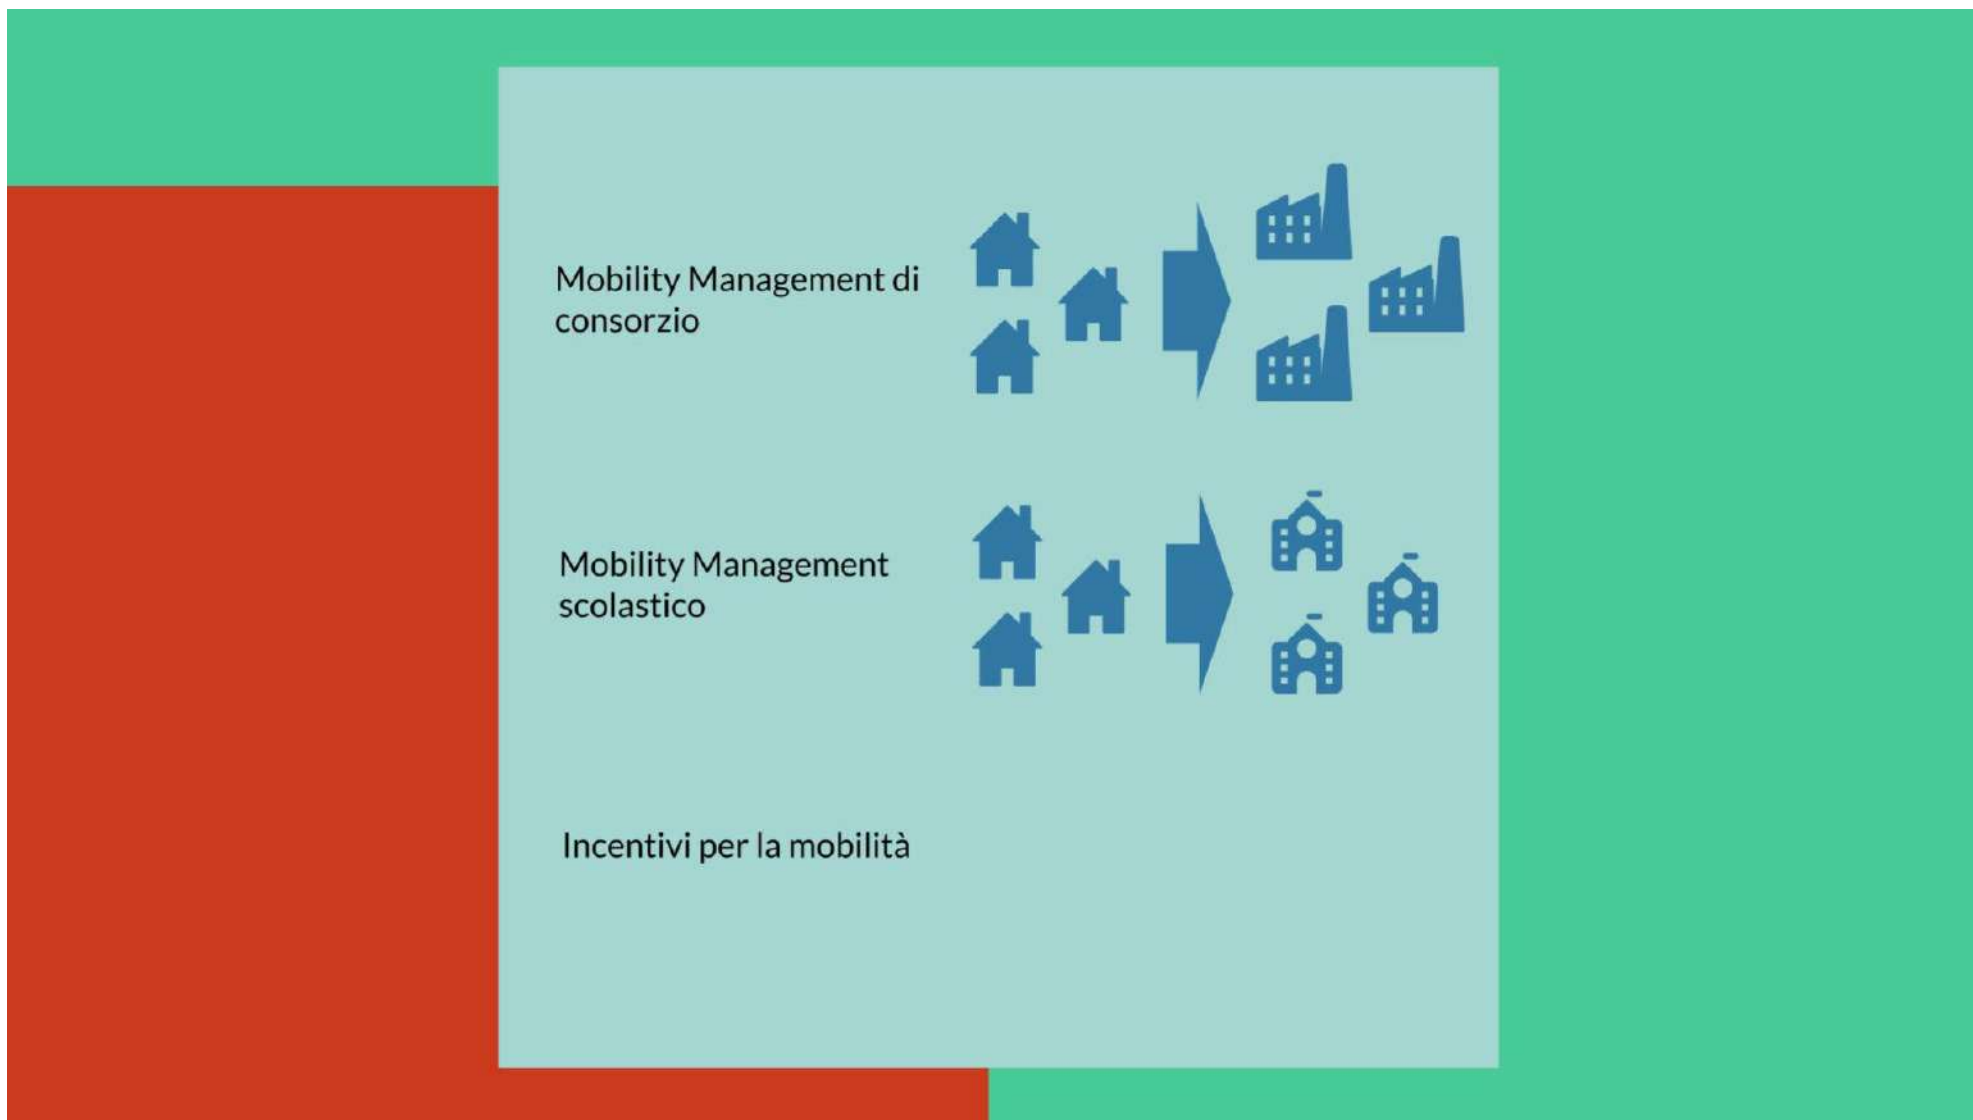 Mobility Management di
consorzio
Mobility Management
scolastico
Incentivi per la mobilità